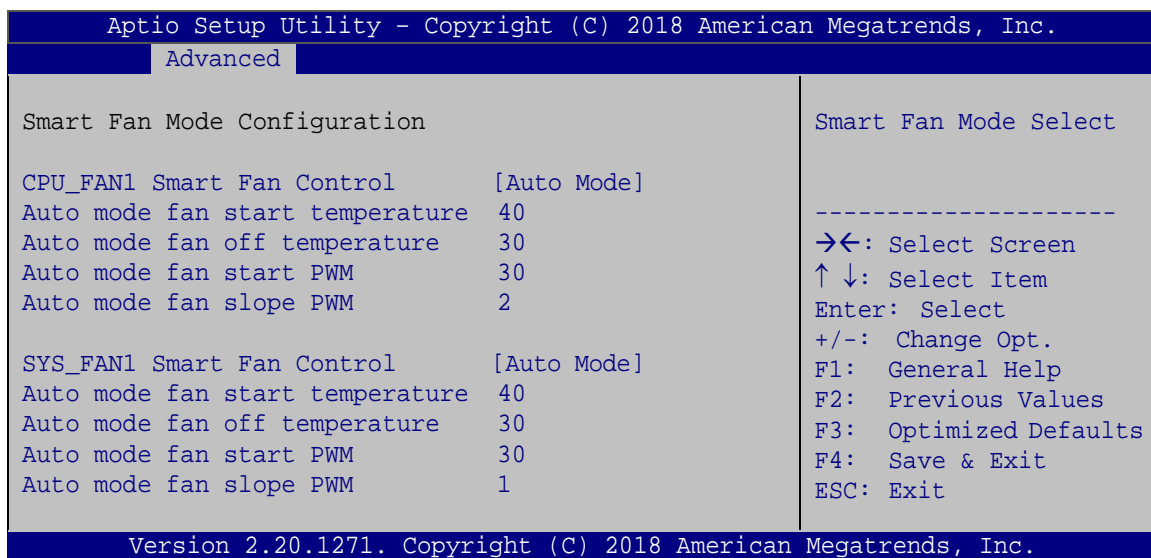 Aptio Setup Utility – Copyright (C) 2018 American Megatrends, Inc.
Advanced
Smart Fan Mode Configuration
CPU_FAN1 Smart Fan Control [Auto Mode]
Auto mode fan start temperature 40
Auto mode fan off temperature 30
Auto mode fan start PWM 30
Auto mode fan slope PWM 2
SYS_FAN1 Smart Fan Control [Auto Mode]
Auto mode fan start temperature 40
Auto mode fan off temperature 30
Auto mode fan start PWM 30
Auto mode fan slope PWM 1
Smart Fan Mode Select
---------------------
→←: Select Screen
↑ ↓: Select Item
Enter: Select
+/-: Change Opt.
F1: General Help
F2: Previous Values
F3: Optimized Defaults
F4: Save & Exit
ESC: Exit
Version 2.20.1271. Copyright (C) 2018 American Megatrends, Inc.